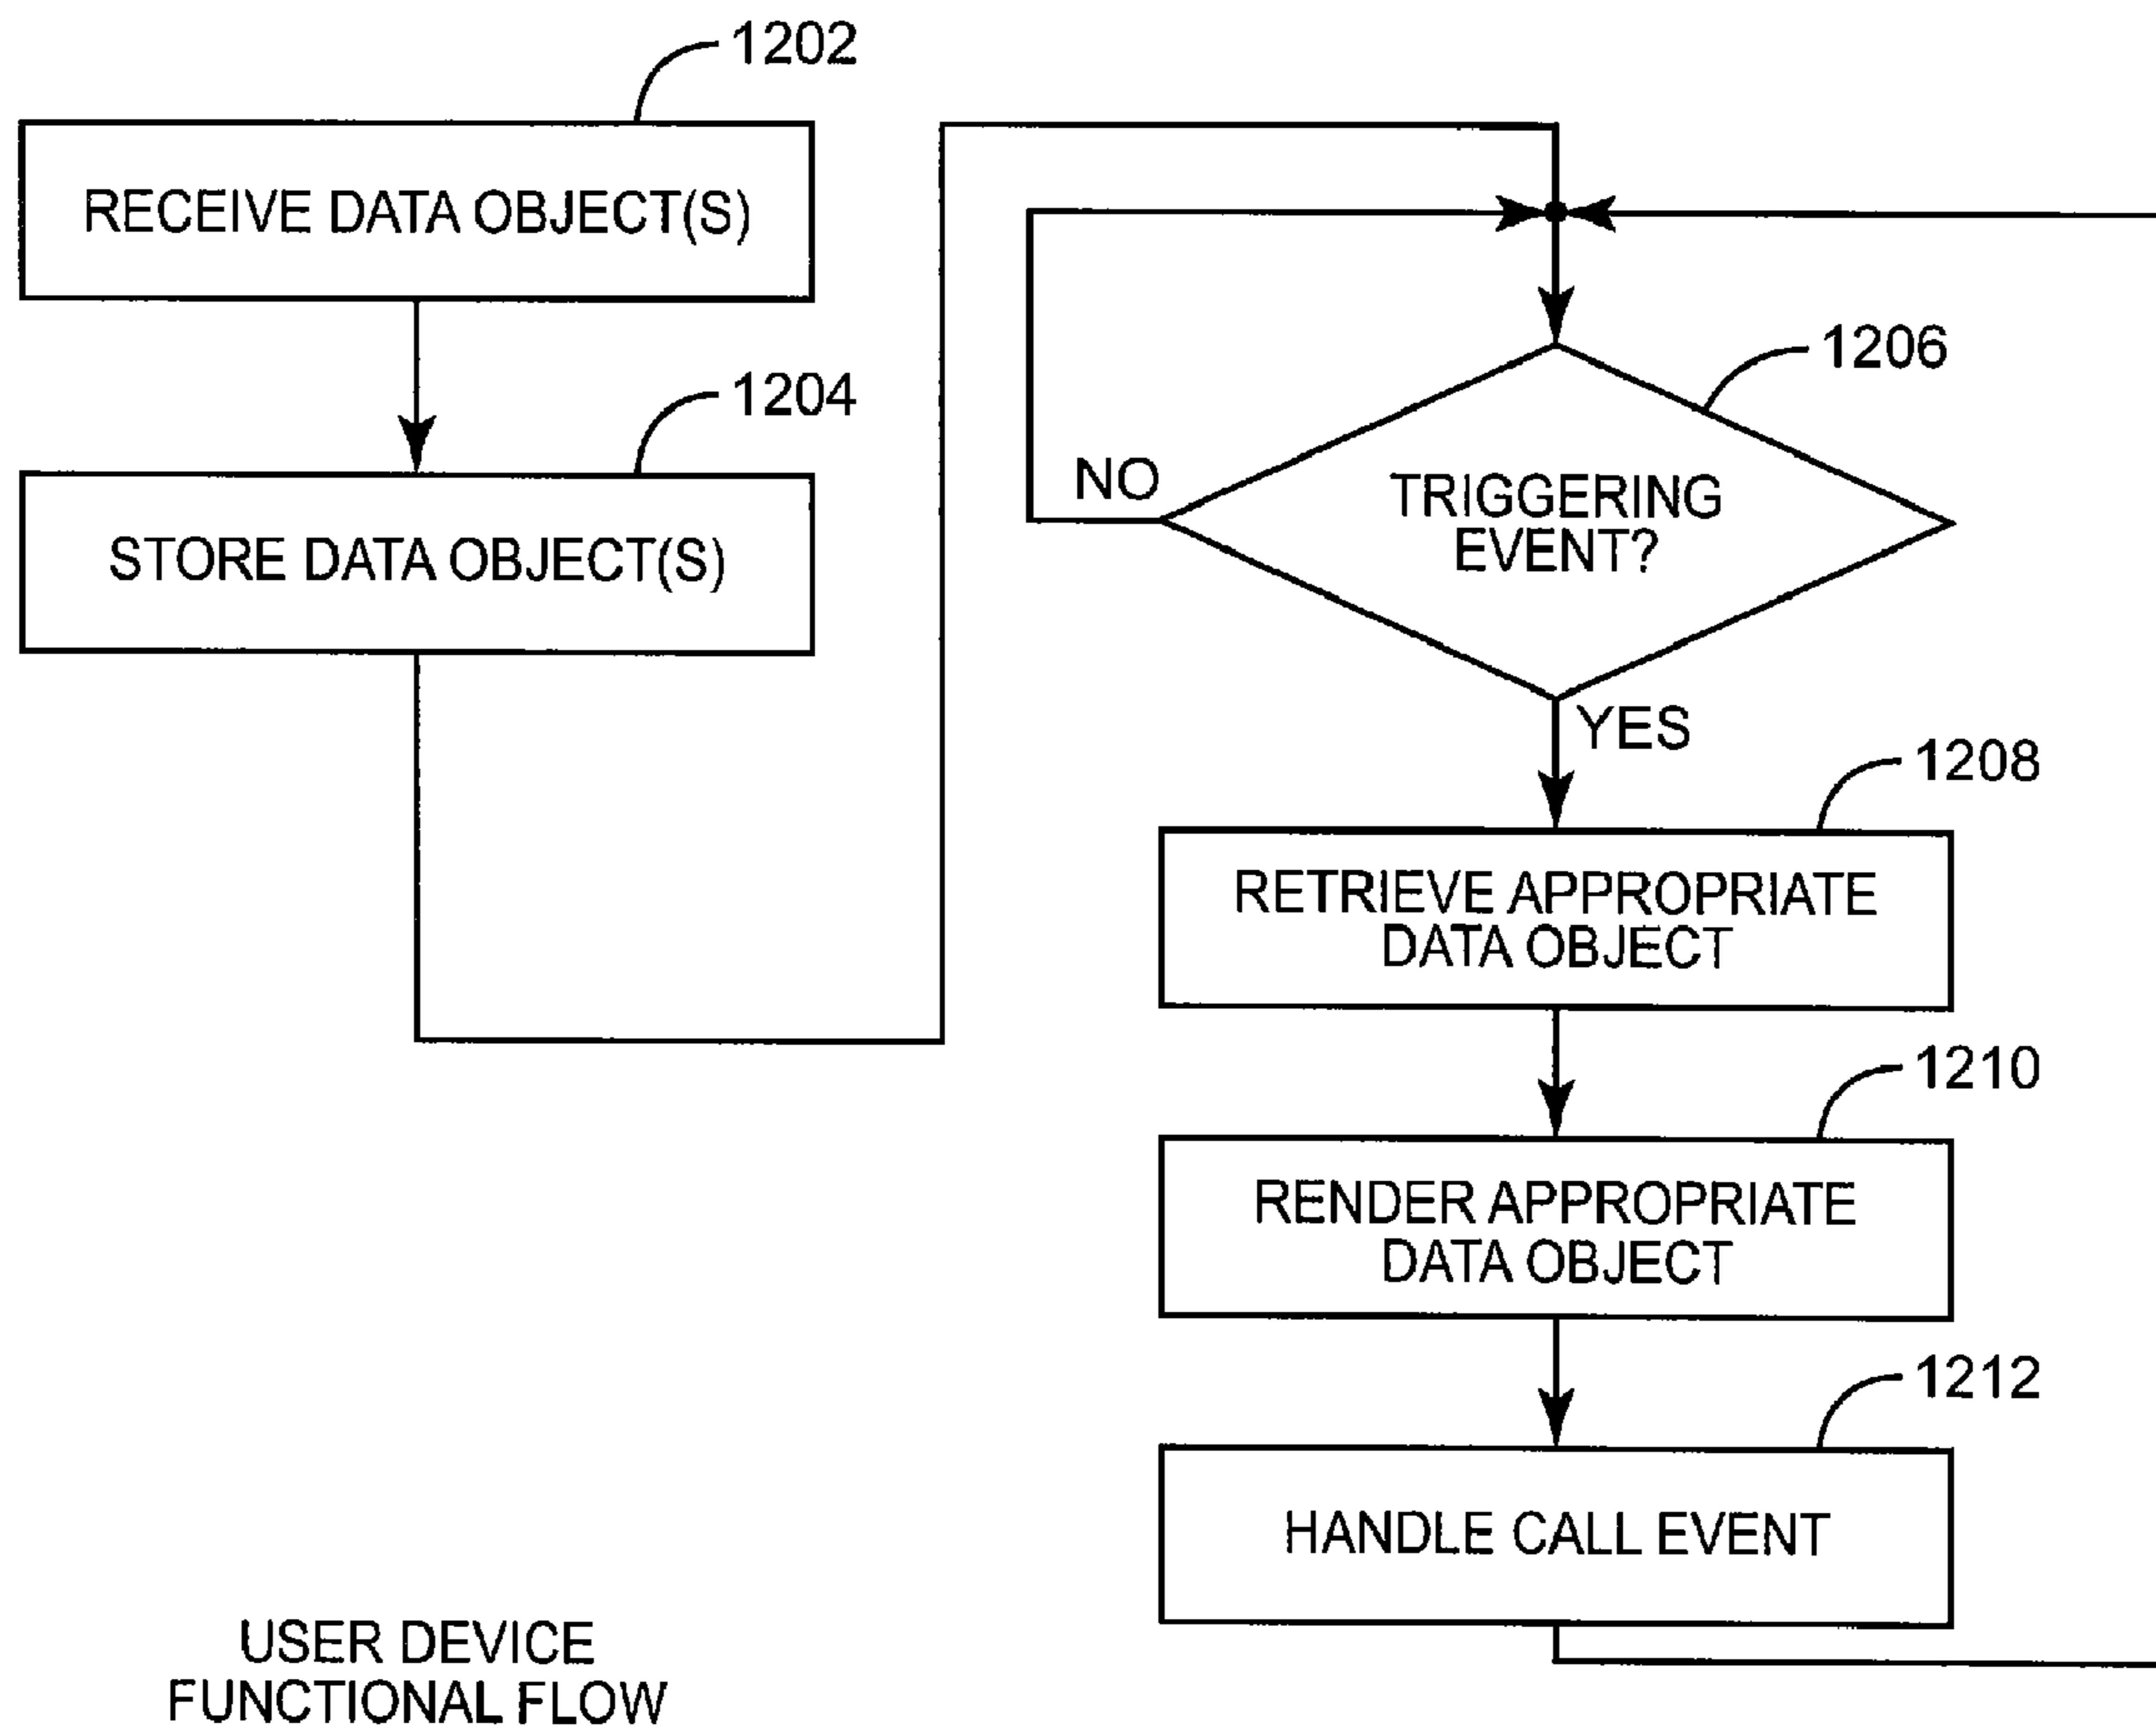 1202
RECEIVE DATA OBJECT(S)
1204
STORE DATA OBJECT(S)
1206
TRIGGERING
EVENT?
NO
YES
1208
RETRIEVE APPROPRIATE
DATA OBJECT
1210
RENDER APPROPRIATE
DATA OBJECT
1212
HANDLE CALL EVENT
USER DEVICE
FUNCTIONAL FLOW